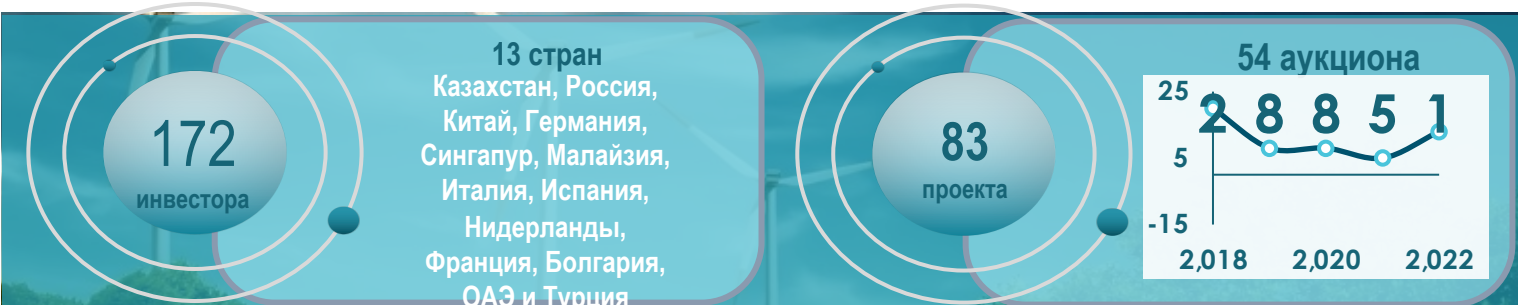 172
инвестора
13 стран
Казахстан, Россия,
Китай, Германия,
Сингапур, Малайзия,
Италия, Испания,
Нидерланды,
Франция, Болгария,
ОАЭ и Турция
83
проекта
54 аукциона
25
5
-15
2 8 8 5 1
2,018 2,020 2,022